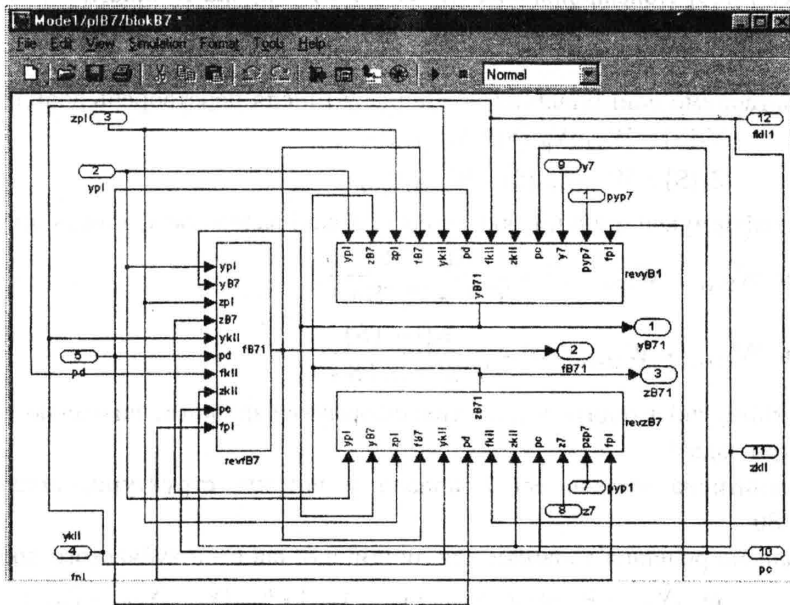 Mode1/plB7/blokB7 *
File Edit View Simulation Format Tools Help
Normal
zpl
3
2
ypl
12
fkll1
9
y7
1
pyp7
ypl
zB7
zpl
fB7
ykll
pd
fkll
zkll
pc
y7
pyp7
fpl
yB71
revyB1
ypl
yB7
zpl
zB7
ykll
pd
fkll
zkll
pc
fpl
fB71
revfB7
5
pd
1
yB71
2
fB71
3
zB71
zB71
ypl
yB7
zpl
fB7
ykll
pd
fkll
zkll
pc
z7
pzp7
fpl
revzB7
7
pyp1
8
z7
11
zkll
ykll
4
fpl
10
pc